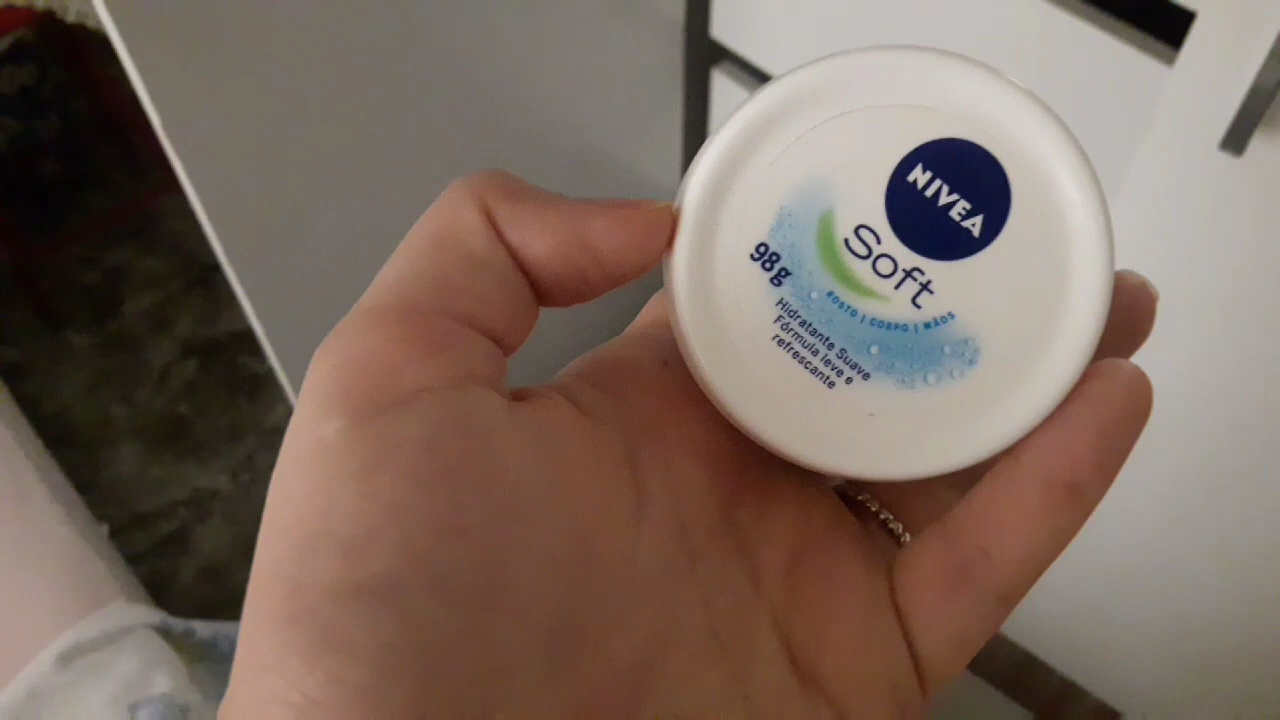 NIVEA
Soft
98g
ROSTO | CORPO | MÃOS
Hidratante Suave
Fórmula leve e
refrescante